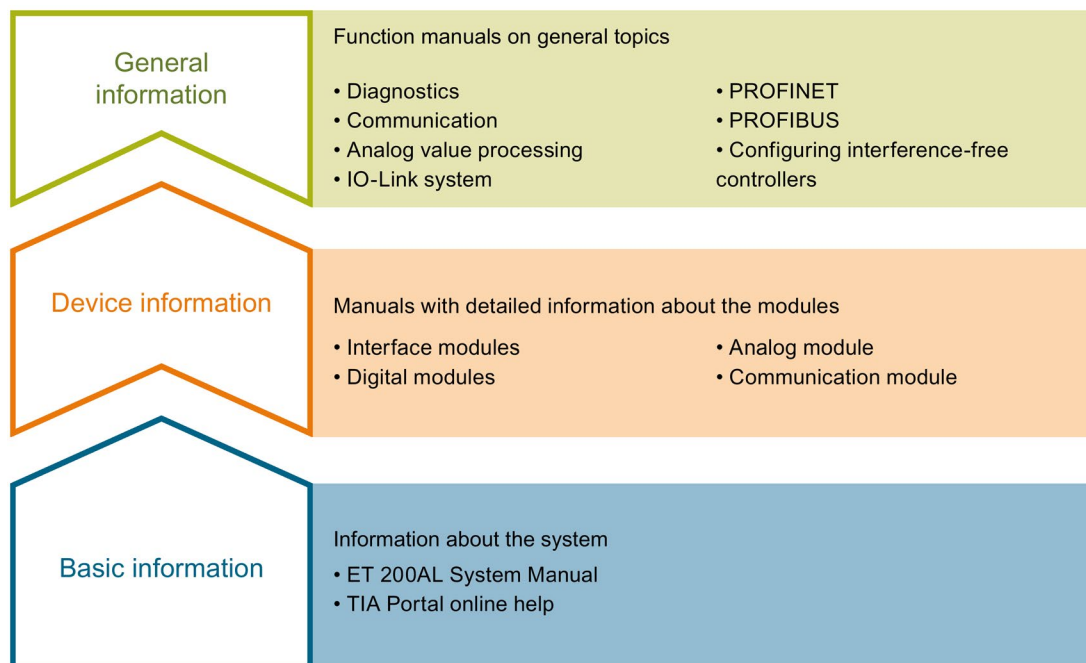 General
information
Function manuals on general topics
• Diagnostics
• Communication
• Analog value processing
• IO-Link system
• PROFINET
• PROFIBUS
• Configuring interference-free
controllers
Device information
Manuals with detailed information about the modules
• Interface modules
• Digital modules
• Analog module
• Communication module
Basic information
Information about the system
• ET 200AL System Manual
• TIA Portal online help